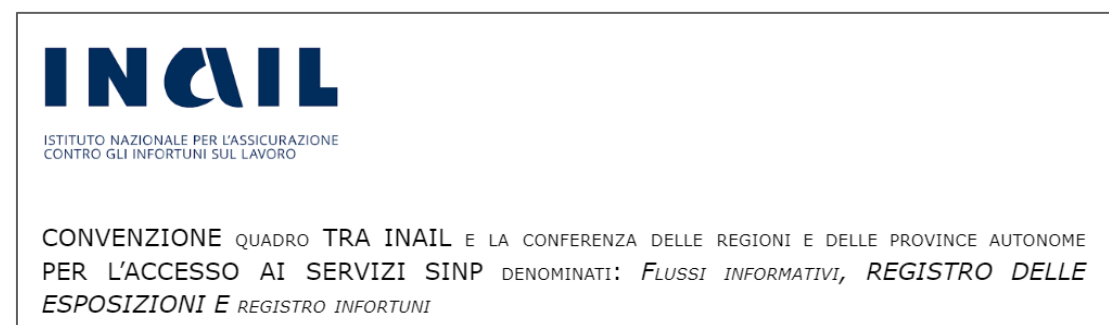 INAIL
ISTITUTO NAZIONALE PER L'ASSICURAZIONE
CONTRO GLI INFORTUNI SUL LAVORO
CONVENZIONE QUADRO TRA INAIL E LA CONFERENZA DELLE REGIONI E DELLE PROVINCE AUTONOME
PER L’ACCESSO AI SERVIZI SINP DENOMINATI: FLUSSI INFORMATIVI, REGISTRO DELLE
ESPOSIZIONI E REGISTRO INFORTUNI